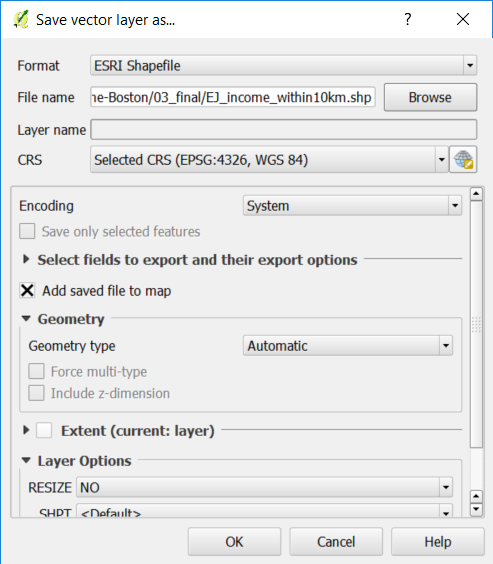 Save vector layer as...
?
Format ESRI Shapefile
File name ne-Boston/03_final/EJ_income_within10km.shp Browse
Layer name
CRS Selected CRS (EPSG:4326, WGS 84)
Encoding System
Save only selected features
Select fields to export and their export options
Add saved file to map
Geometry
Geometry type Automatic
Force multi-type
Include z-dimension
Extent (current: layer)
Layer Options
RESIZE NO
SHPT <Default>
OK Cancel Help